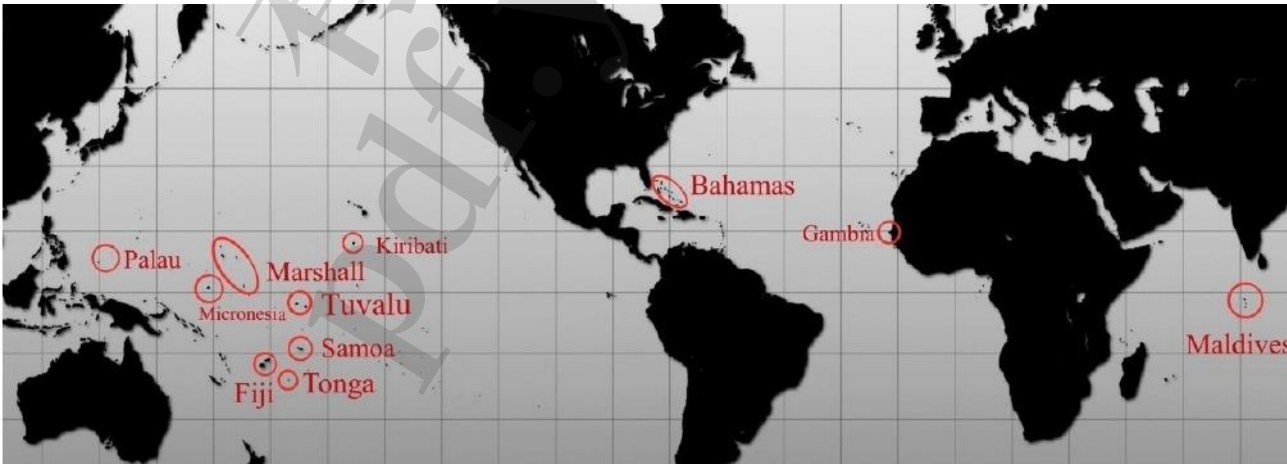 Bahamas
Gambia
Palau
Kiribati
Marshall
Micronesia
Tuvalu
Samoa
Maldives
Fiji
Tonga